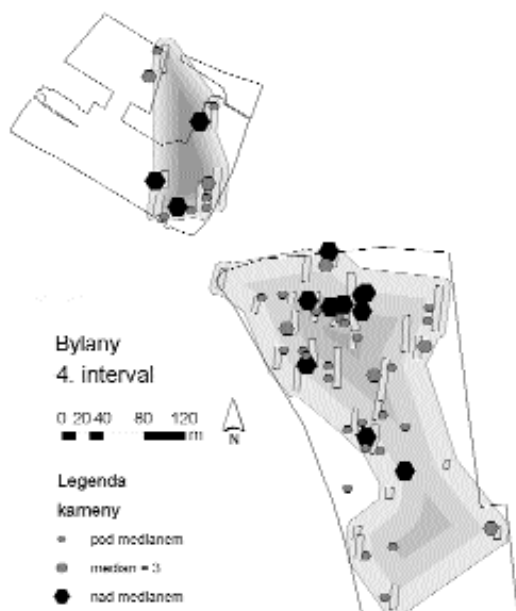 Bylany
4. interval
0 20 40 80 120
m
N
Legenda
kameny
pod medianem
median = 3
nad medianem